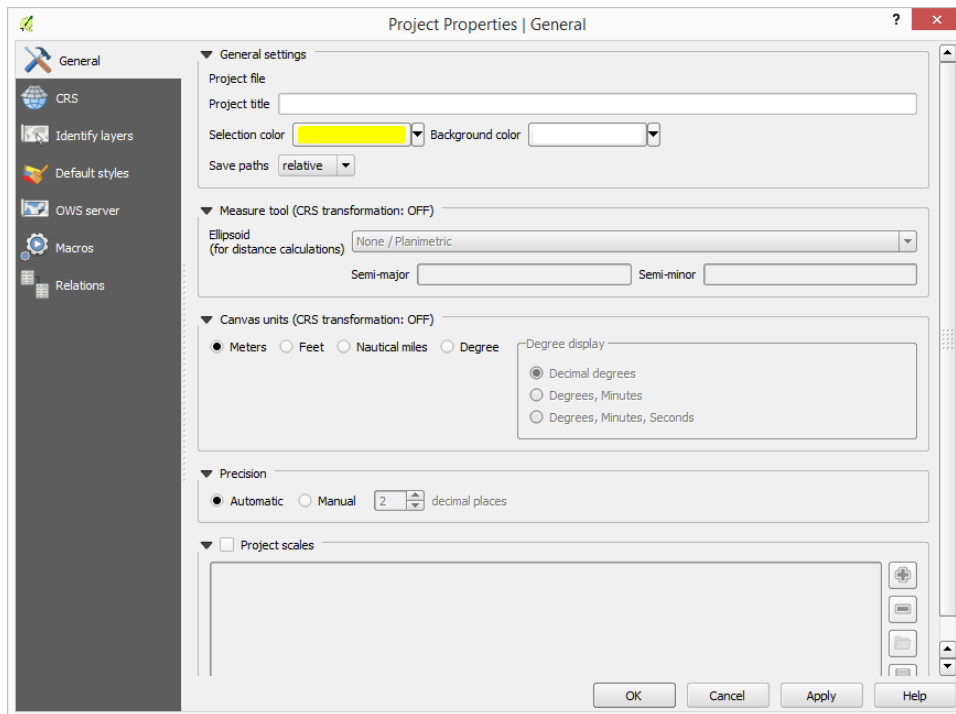 Project Properties | General
?
General
CRS
Identify layers
Default styles
OWS server
Macros
Relations
General settings
Project file
Project title
Selection color Background color
Save paths relative
Measure tool (CRS transformation: OFF)
Ellipsoid
(for distance calculations) None / Planimetric
Semi-major Semi-minor
Canvas units (CRS transformation: OFF)
Meters Feet Nautical miles Degree
Degree display
Decimal degrees
Degrees, Minutes
Degrees, Minutes, Seconds
Precision
Automatic Manual 2 decimal places
Project scales
OK Cancel Apply Help